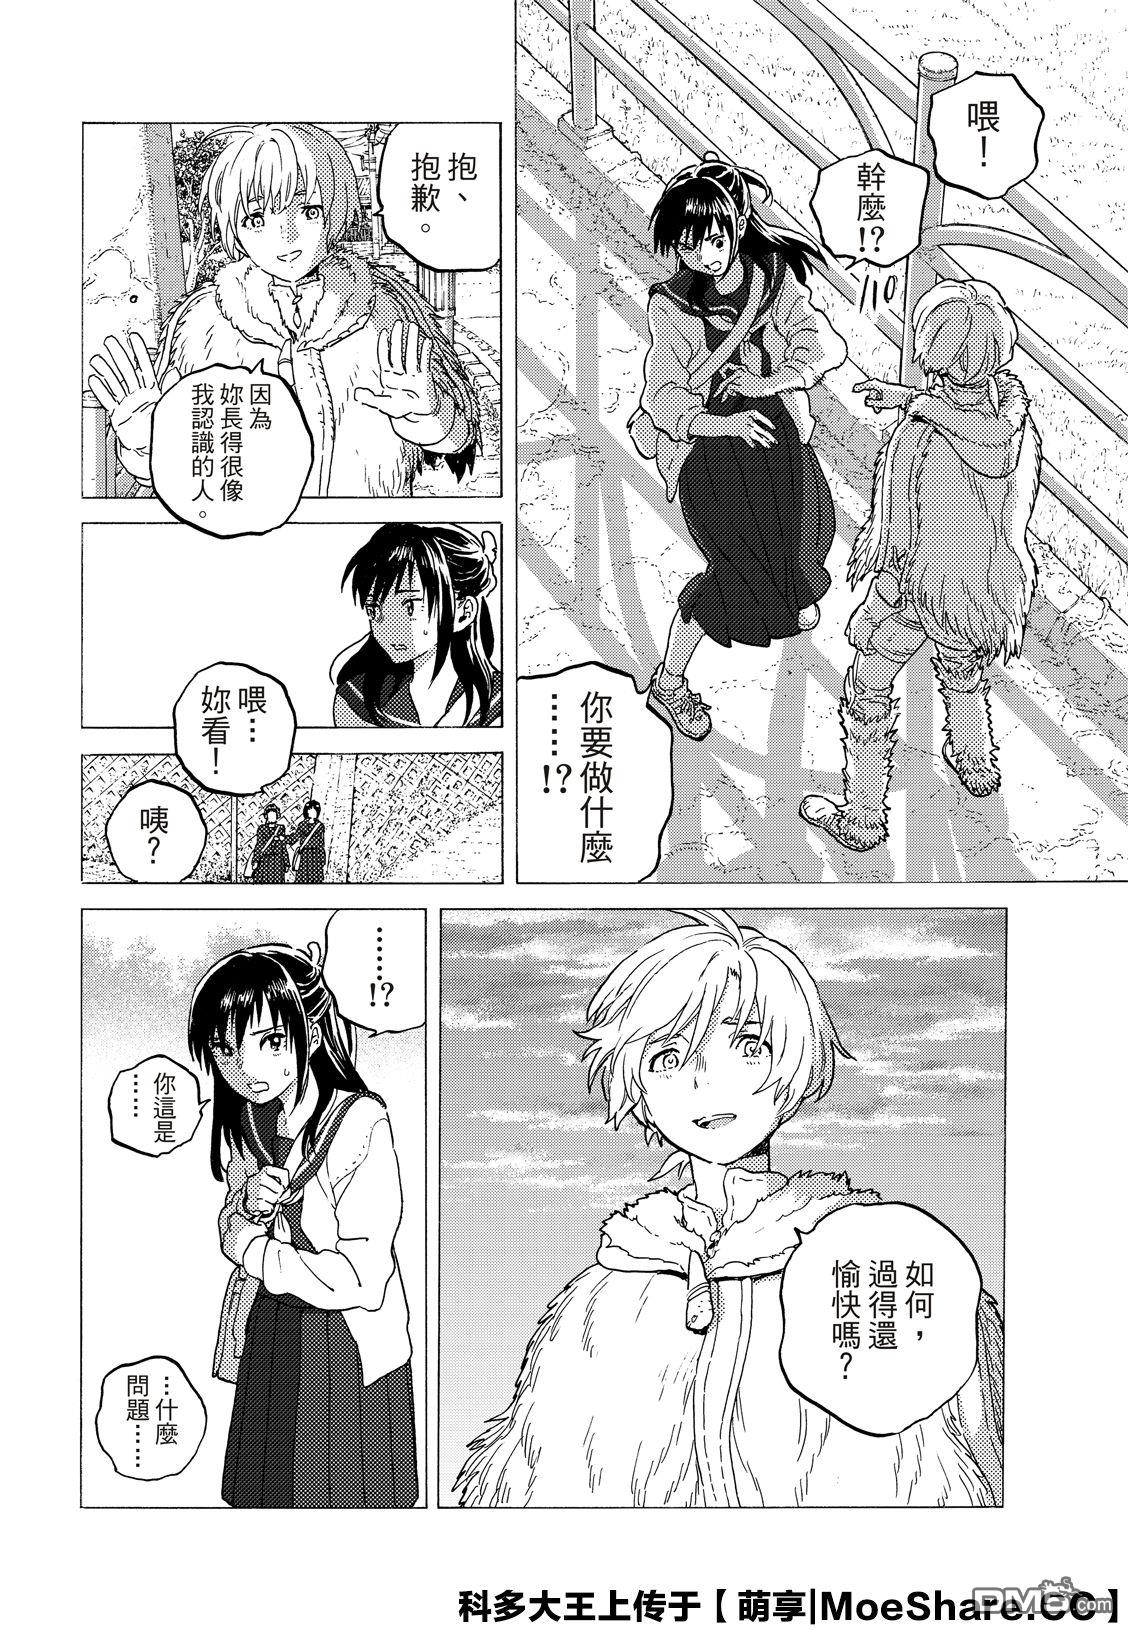 喂！
幹麼!?
你要做什麼
……!?
抱、
抱歉。
因為
妳長得很像
我認識的人。
喂…
妳看！
咦？
如何，
過得還
愉快嗎？
……!?
你這是
……
…什麼
問題……
科多大王上传于【萌享|MoeShare.CC】